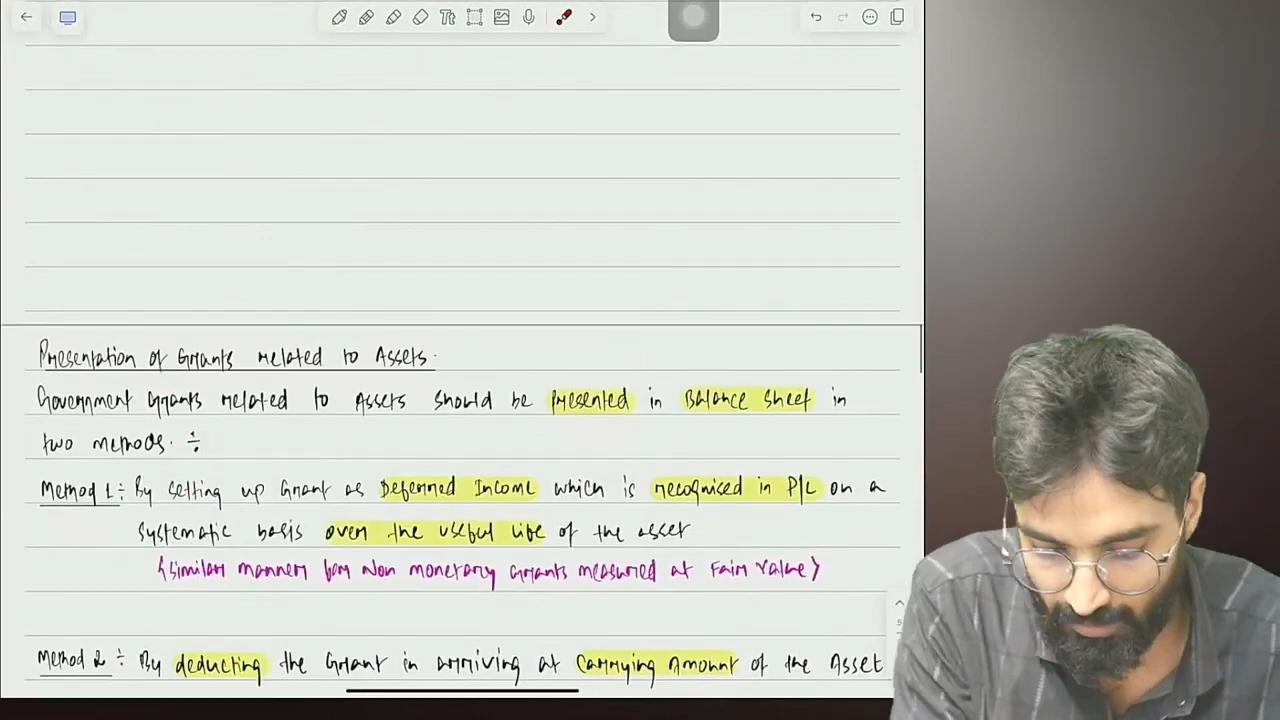 Presentation of Grants related to Assets.
Government Grants related to Assets should be Presented in Balance Sheet in
two methods. ÷
Method 1 ÷ By setting up Grant as Deferred Income which is recognised in P/L on a
systematic basis over the useful life of the asset
{Similar manner for Non monetary Grants measured at Fair Value}
Method 2 ÷ By deducting the Grant in arriving at Carrying Amount of the Asset